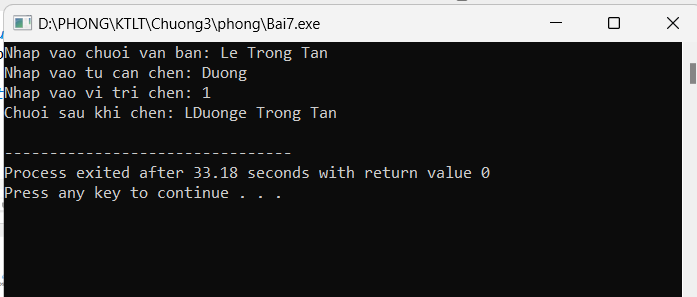 D:\PHONG\KTLT\Chuong3\phong\Bai7.exe
Nhap vao chuoi van ban: Le Trong Tan
Nhap vao tu can chen: Duong
Nhap vao vi tri chen: 1
Chuoi sau khi chen: LDuonge Trong Tan
--------------------------------
Process exited after 33.18 seconds with return value 0
Press any key to continue . . .